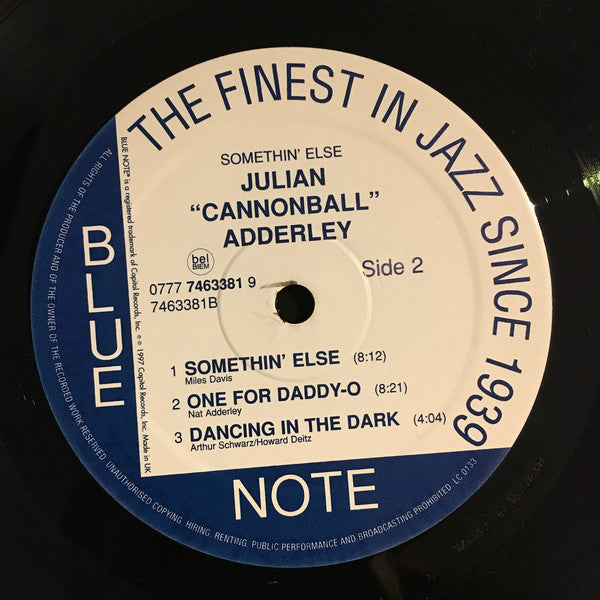 THE FINEST IN JAZZ SINCE 1939
SOMETHIN' ELSE
JULIAN
"CANNONBALL"
ADDERLEY
bel
BIEM
Side 2
0777 7463381 9
7463381B
1 SOMETHIN' ELSE (8:12)
Miles Davis
2 ONE FOR DADDY-O (8:21)
Nat Adderley
3 DANCING IN THE DARK (4:04)
Arthur Schwarz/Howard Deitz
BLUE
NOTE
BLUE NOTE® is a registered trademark of Capitol Records, Inc. ℗ © 1997 Capitol Records, Inc. Made in UK
ALL RIGHTS OF THE PRODUCER AND OF THE OWNER OF THE RECORDED WORK RESERVED. UNAUTHORISED COPYING, HIRING, RENTING, PUBLIC PERFORMANCE AND BROADCASTING PROHIBITED. LC 0133